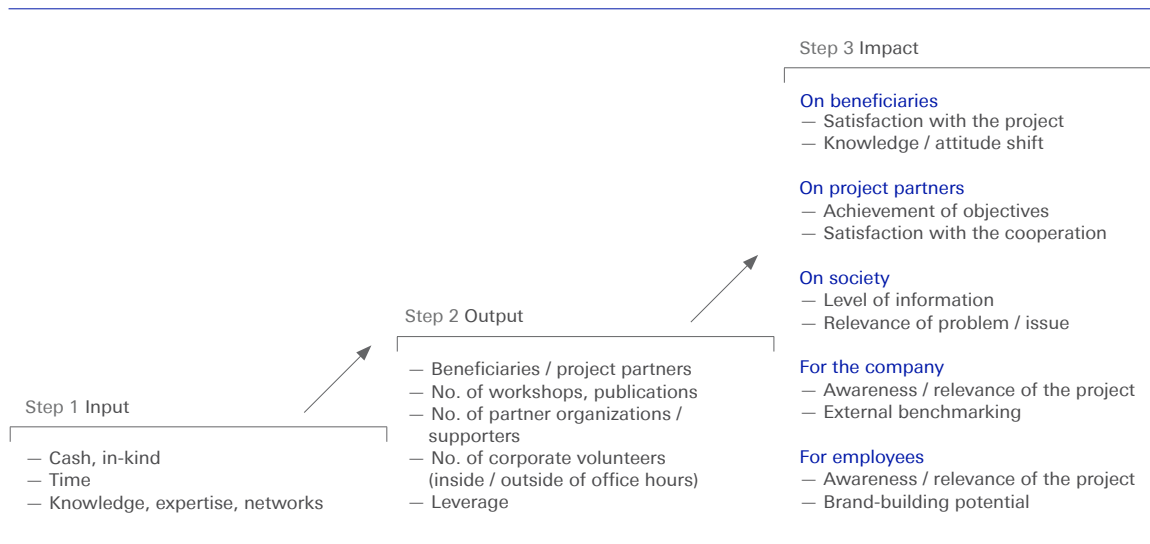 Step 1 Input
— Cash, in-kind
— Time
— Knowledge, expertise, networks
Step 2 Output
— Beneficiaries / project partners
— No. of workshops, publications
— No. of partner organizations /
supporters
— No. of corporate volunteers
(inside / outside of office hours)
— Leverage
Step 3 Impact
On beneficiaries
— Satisfaction with the project
— Knowledge / attitude shift
On project partners
— Achievement of objectives
— Satisfaction with the cooperation
On society
— Level of information
— Relevance of problem / issue
For the company
— Awareness / relevance of the project
— External benchmarking
For employees
— Awareness / relevance of the project
— Brand-building potential